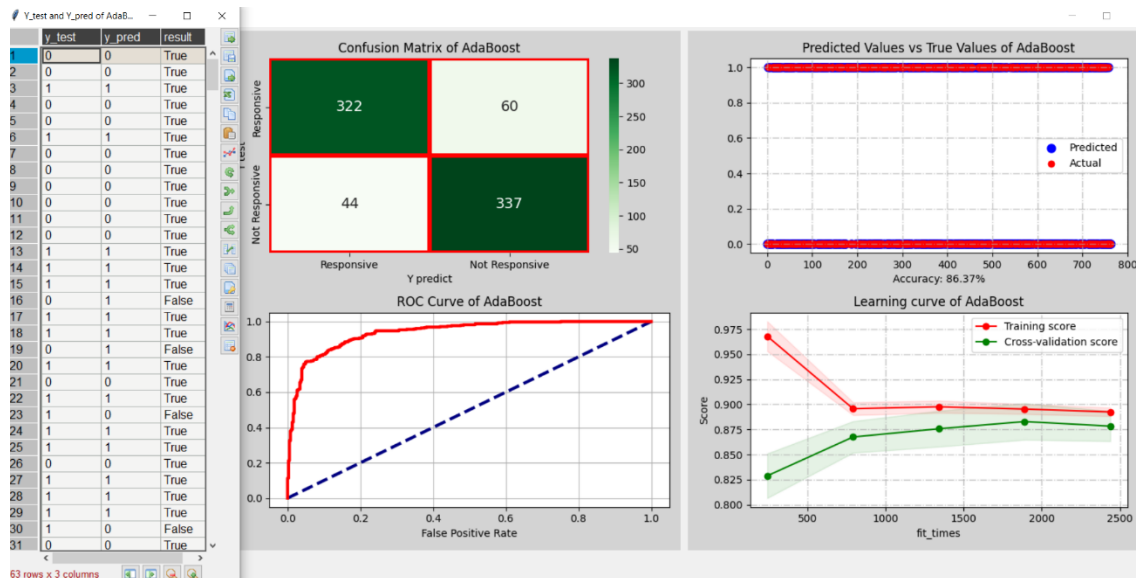 Y_test and Y_pred of AdaB...
y_test y_pred result
1 0 0 True
2 0 0 True
3 1 1 True
4 0 0 True
5 0 0 True
6 1 1 True
7 0 0 True
8 0 0 True
9 0 0 True
10 0 0 True
11 0 0 True
12 0 0 True
13 1 1 True
14 1 1 True
15 1 1 True
16 0 1 False
17 1 1 True
18 1 1 True
19 0 1 False
20 1 1 True
21 0 0 True
22 1 1 True
23 1 0 False
24 1 1 True
25 1 1 True
26 0 0 True
27 1 1 True
28 1 1 True
29 1 1 True
30 1 0 False
31 0 0 True
63 rows x 3 columns
Confusion Matrix of AdaBoost
Responsive
Not Responsive
322 60
44 337
300
250
200
150
100
50
Responsive Not Responsive
Y predict
Predicted Values vs True Values of AdaBoost
1.0
0.8
0.6
0.4
0.2
0.0
Predicted
Actual
0 100 200 300 400 500 600 700 800
Accuracy: 86.37%
ROC Curve of AdaBoost
1.0
0.8
0.6
0.4
0.2
0.0
0.0 0.2 0.4 0.6 0.8 1.0
False Positive Rate
Learning curve of AdaBoost
Score
0.975
0.950
0.925
0.900
0.875
0.850
0.825
0.800
Training score
Cross-validation score
500 1000 1500 2000 2500
fit_times